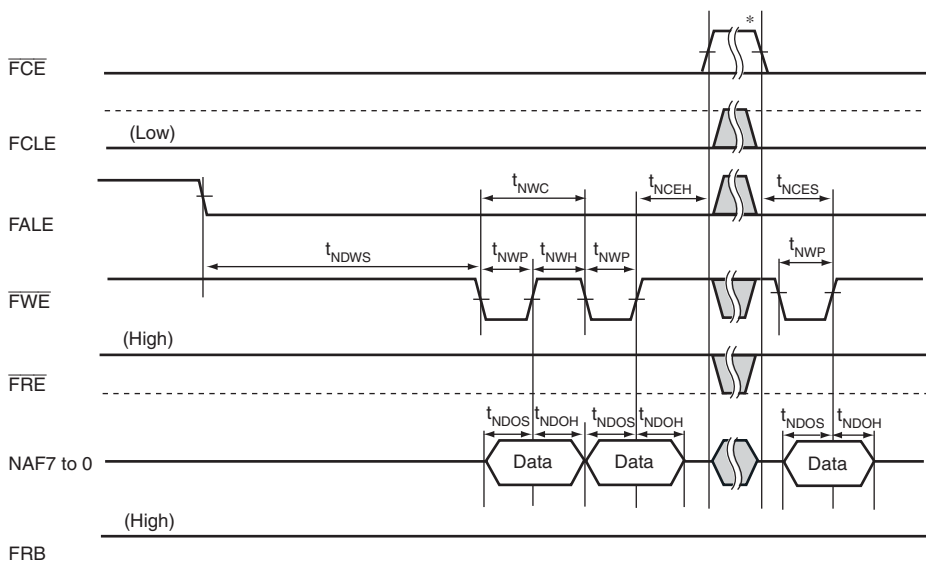 *
FCE
FCLE
(Low)
FALE
tNWC
tNCEH
tNCES
tNDWS
tNWP
tNWH
tNWP
tNWP
FWE
(High)
FRE
tNDOS
tNDOH
tNDOS
tNDOH
tNDOS
tNDOH
NAF7 to 0
Data
Data
Data
(High)
FRB